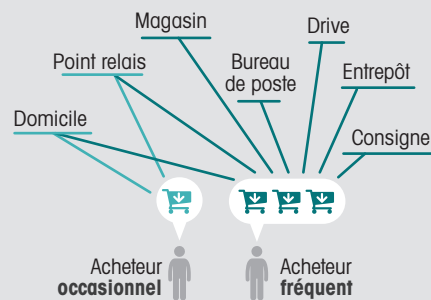 Magasin
Drive
Point relais
Bureau
de poste
Entrepôt
Domicile
Consigne
Acheteur
occasionnel
Acheteur
fréquent